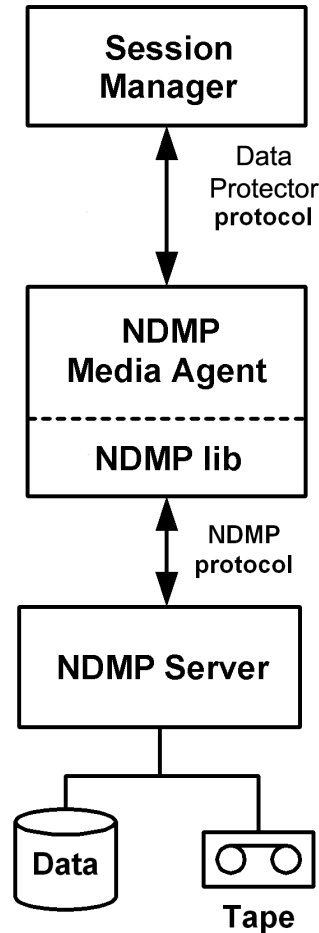 Session
Manager
Data
Protector
protocol
NDMP
Media Agent
NDMP lib
NDMP
protocol
NDMP Server
Data
Tape